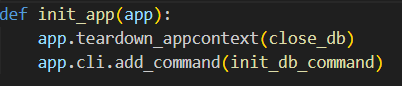 def init_app(app):
    app.teardown_appcontext(close_db)
    app.cli.add_command(init_db_command)